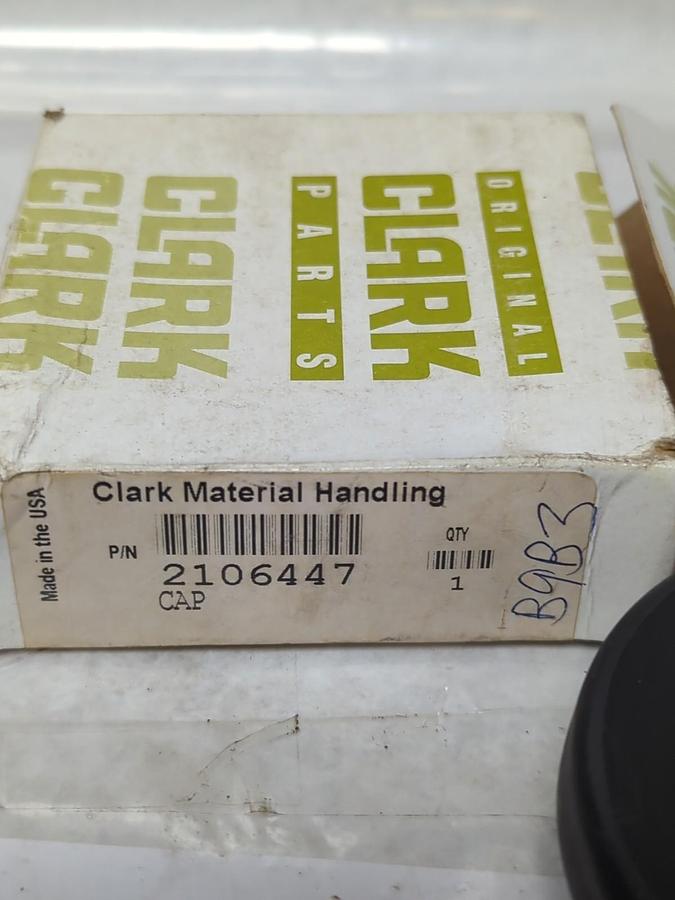 CLARK
CLARK
PARTS
CLARK
ORIGINAL
Made in the USA
Clark Material Handling
P/N
2106447
CAP
QTY
1
B9B3